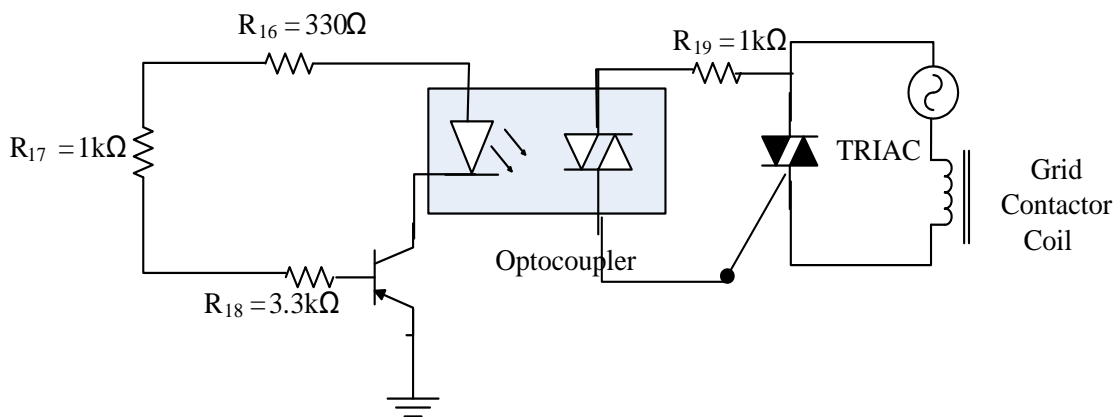 R₁₆ = 330Ω
R₁₉ = 1kΩ
R₁₇ = 1kΩ
TRIAC
Grid
Contactor
Coil
Optocoupler
R₁₈ = 3.3kΩ